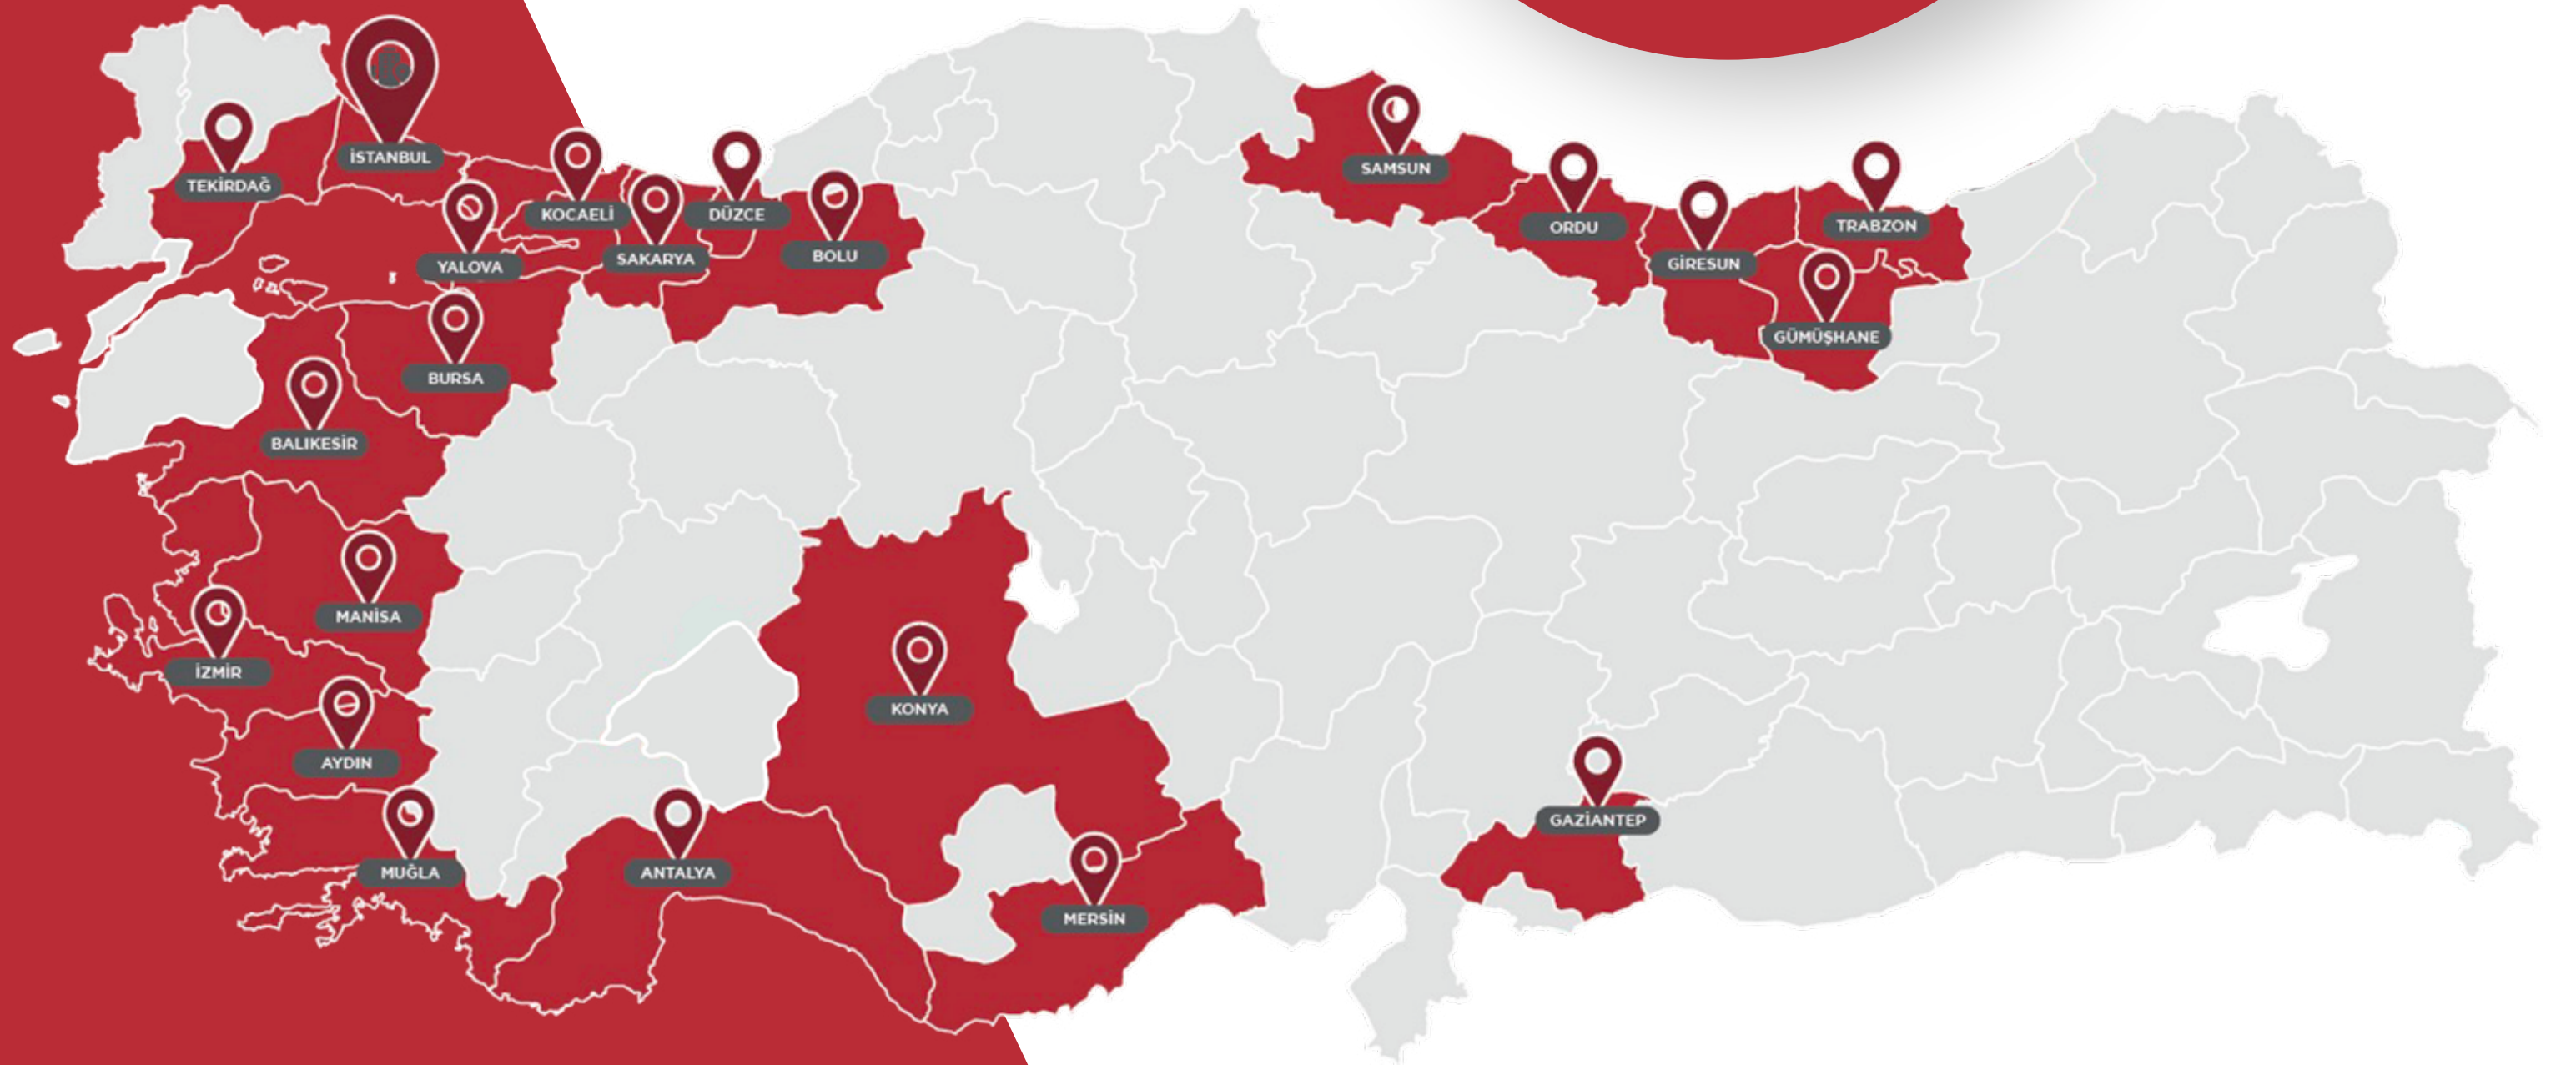 İSTANBUL
TEKİRDAĞ
KOCAELİ
DÜZCE
SAKARYA
BOLU
YALOVA
BURSA
BALIKESİR
MANİSA
İZMİR
AYDIN
MUĞLA
ANTALYA
KONYA
MERSİN
SAMSUN
ORDU
GİRESUN
TRABZON
GÜMÜŞHANE
GAZİANTEP